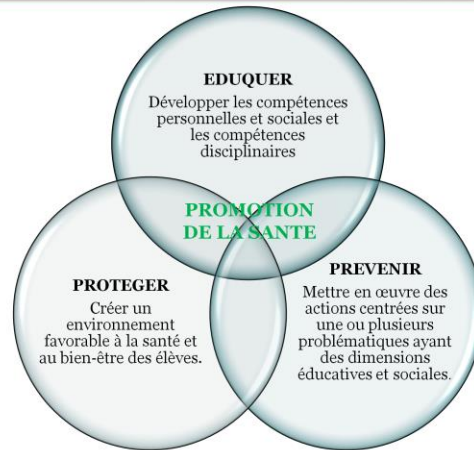 EDUQUER
Développer les compétences
personnelles et sociales et
les compétences
disciplinaires
PROMOTION
DE LA SANTE
PROTEGER
Créer un
environnement
favorable à la santé et
au bien-être des élèves.
PREVENIR
Mettre en œuvre des
actions centrées sur
une ou plusieurs
problématiques ayant
des dimensions
éducatives et sociales.